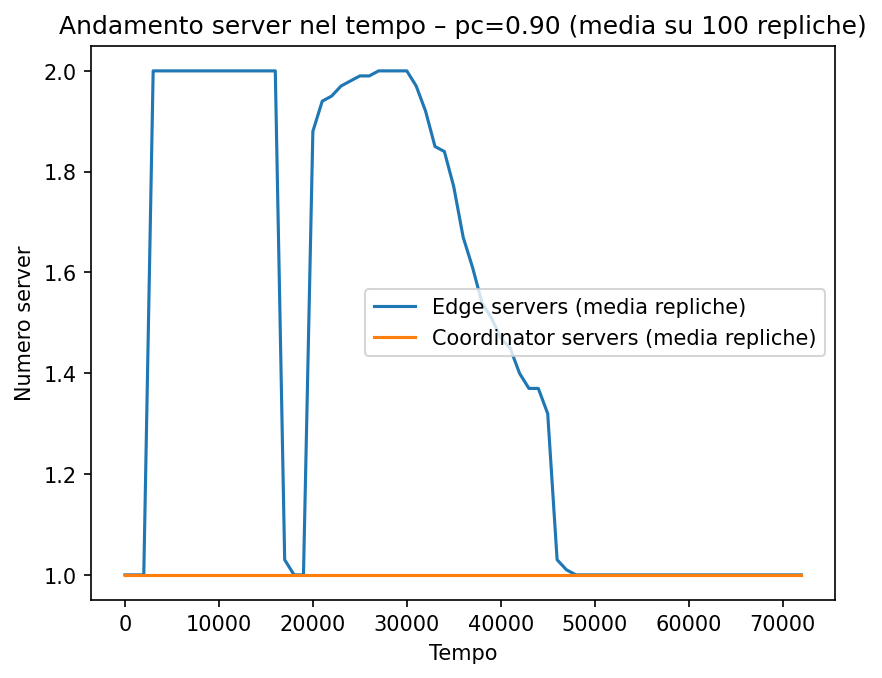 Andamento server nel tempo – pc=0.90 (media su 100 repliche)
2.0
1.8
1.6
1.4
1.2
1.0
Numero server
Edge servers (media repliche)
Coordinator servers (media repliche)
0 10000 20000 30000 40000 50000 60000 70000
Tempo